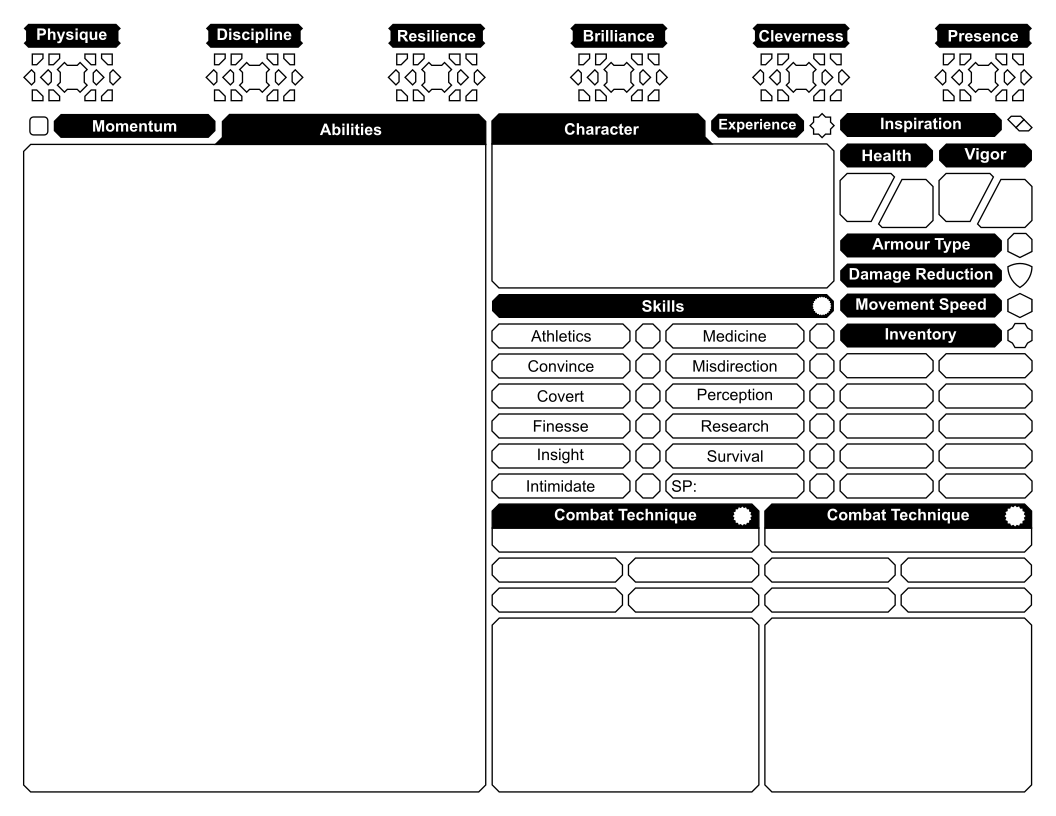 Physique
Discipline
Resilience
Brilliance
Cleverness
Presence
Momentum
Abilities
Character
Experience
Inspiration
Health
Vigor
Armour Type
Damage Reduction
Movement Speed
Skills
Inventory
Athletics
Medicine
Convince
Misdirection
Covert
Perception
Finesse
Research
Insight
Survival
Intimidate
SP:
Combat Technique
Combat Technique